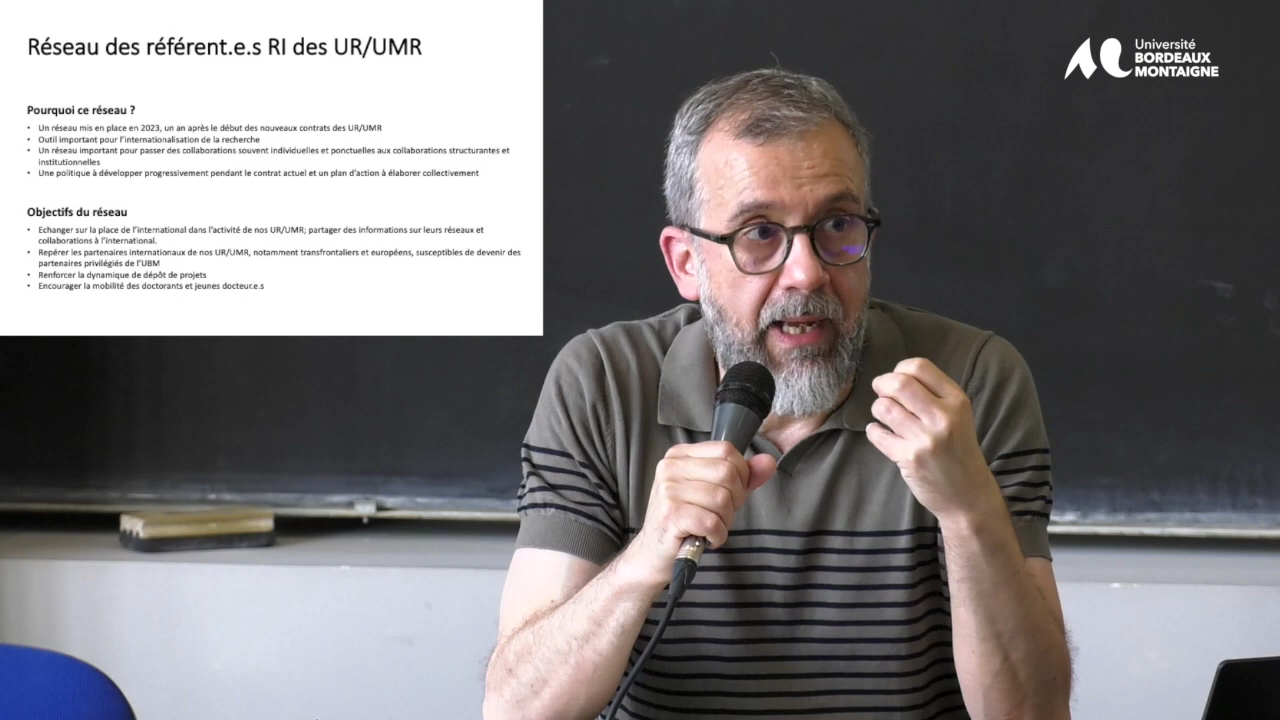 Réseau des référent.e.s RI des UR/UMR
Pourquoi ce réseau ?
• Un réseau mis en place en 2023, un an après le début des nouveaux contrats des UR/UMR
• Outil important pour l'internationalisation de la recherche
• Un réseau important pour passer des collaborations souvent individuelles et ponctuelles aux collaborations structurantes et
institutionnelles
• Une politique à développer progressivement pendant le contrat actuel et un plan d'action à élaborer collectivement
Objectifs du réseau
• Echanger sur la place de l'international dans l'activité de nos UR/UMR; partager des informations sur leurs réseaux et
collaborations à l'international.
• Repérer les partenaires internationaux de nos UR/UMR, notamment transfrontaliers et européens, susceptibles de devenir des
partenaires privilégiés de l'UBM
• Renforcer la dynamique de dépôt de projets
• Encourager la mobilité des doctorants et jeunes docteur.e.s
Université
BORDEAUX
MONTAIGNE